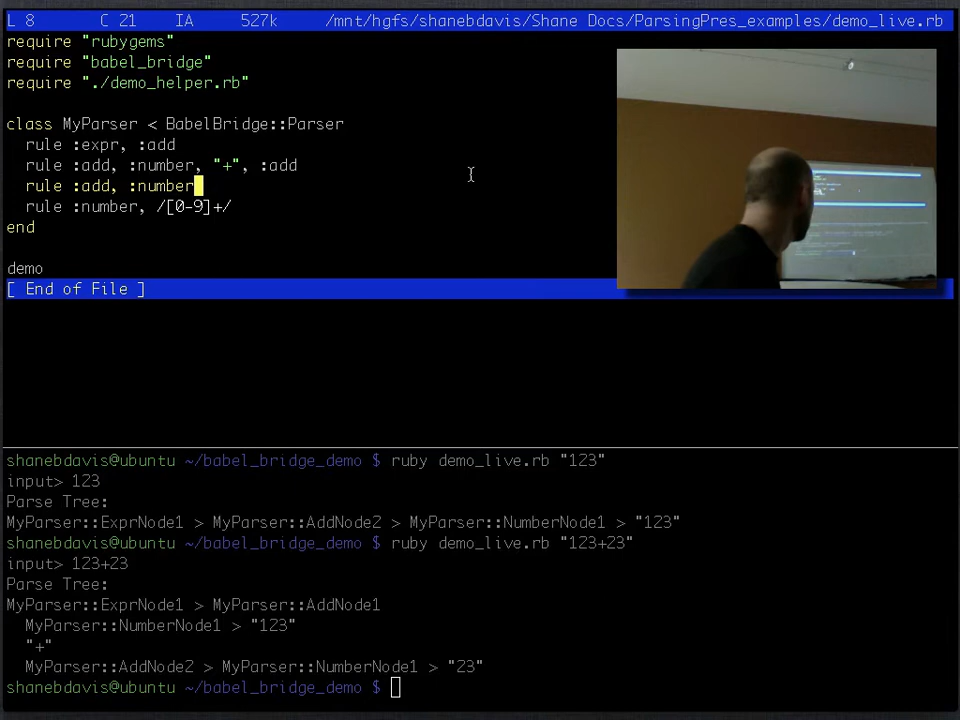 L 8 C 21 IA 527k /mnt/hgfs/shanebdavis/Shane Docs/ParsingPres_examples/demo_live.rb
require "rubygems"
require "babel_bridge"
require "./demo_helper.rb"
class MyParser < BabelBridge::Parser
rule :expr, :add
rule :add, :number, "+", :add
rule :add, :number
rule :number, /[0-9]+/
end
demo
[ End of File ]
shanebdavis@ubuntu ~/babel_bridge_demo $ ruby demo_live.rb "123"
input> 123
Parse Tree:
MyParser::ExprNode1 > MyParser::AddNode2 > MyParser::NumberNode1 > "123"
shanebdavis@ubuntu ~/babel_bridge_demo $ ruby demo_live.rb "123+23"
input> 123+23
Parse Tree:
MyParser::ExprNode1 > MyParser::AddNode1
MyParser::NumberNode1 > "123"
"+"
MyParser::AddNode2 > MyParser::NumberNode1 > "23"
shanebdavis@ubuntu ~/babel_bridge_demo $